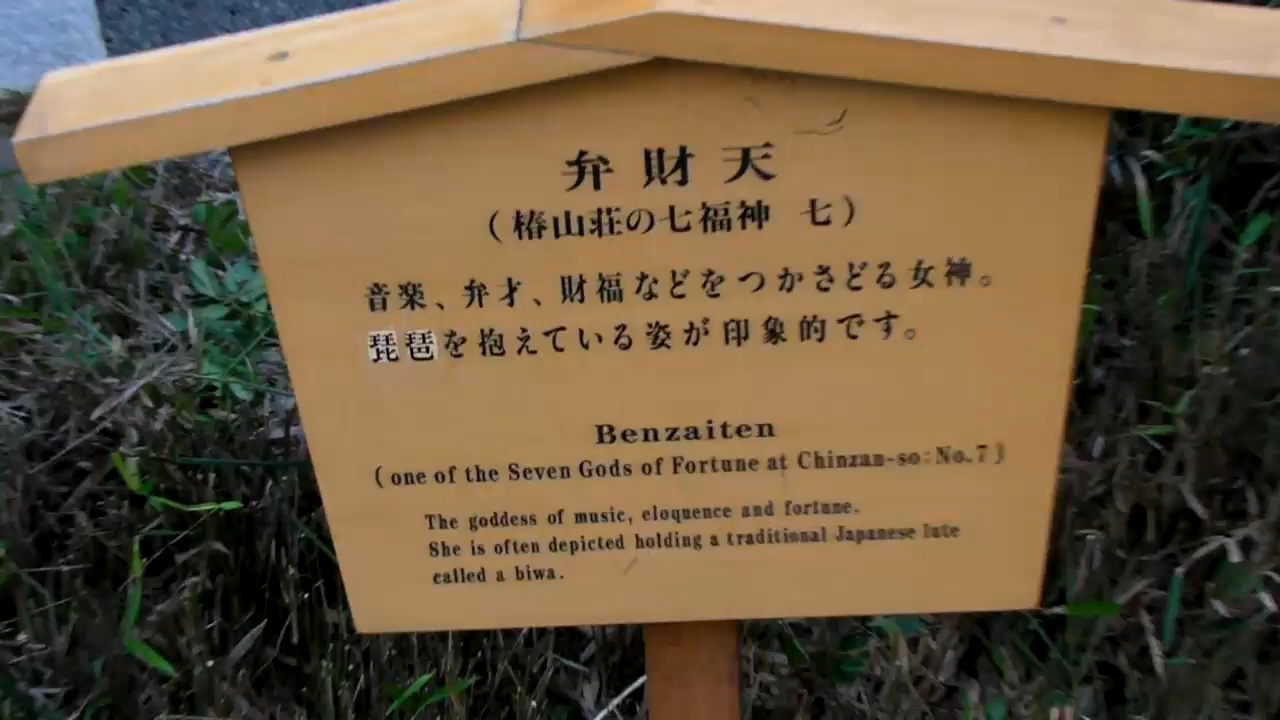 弁財天
(椿山荘の七福神 七)
音楽、弁才、財福などをつかさどる女神。
琵琶を抱えている姿が印象的です。
Benzaiten
(one of the Seven Gods of Fortune at Chinzan-so:No.7)
The goddess of music, eloquence and fortune.
She is often depicted holding a traditional Japanese lute
called a biwa.